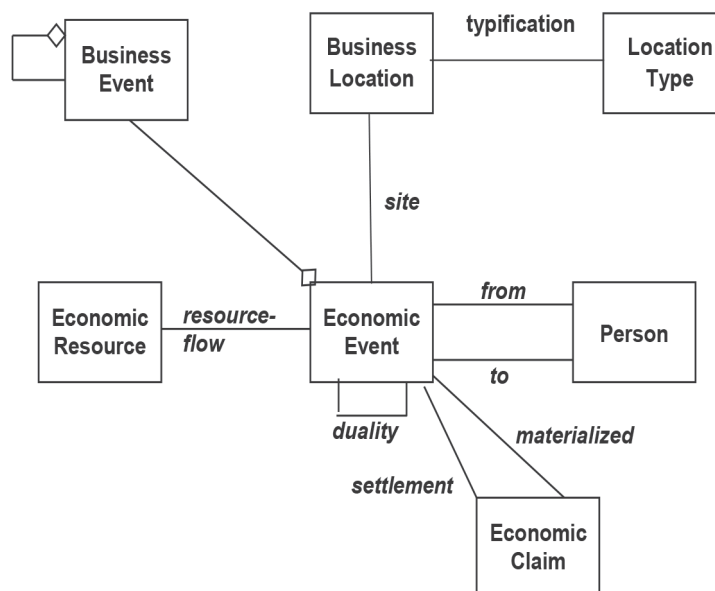 typification
Business
Event
Business
Location
Location
Type
site
Economic
Resource
resource-
flow
Economic
Event
from
to
Person
duality
materialized
settlement
Economic
Claim